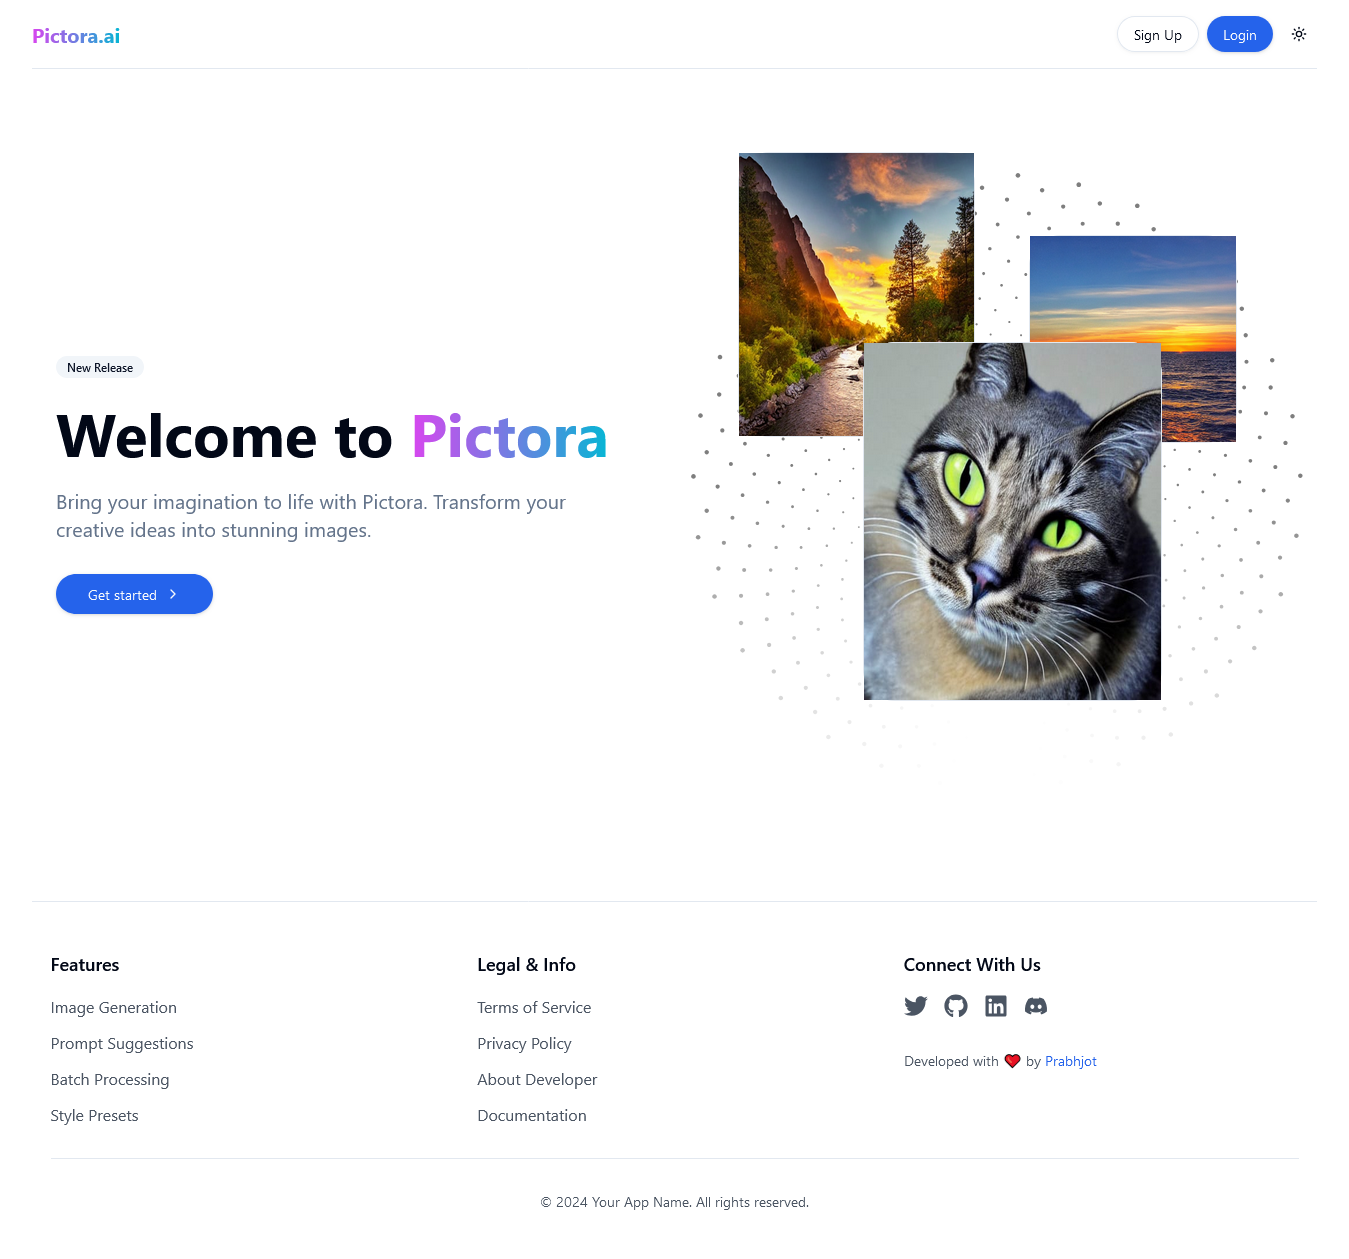 Pictora.ai
Sign Up
Login
New Release
Welcome to Pictora
Bring your imagination to life with Pictora. Transform your
creative ideas into stunning images.
Get started
Features
Image Generation
Prompt Suggestions
Batch Processing
Style Presets
Legal & Info
Terms of Service
Privacy Policy
About Developer
Documentation
Connect With Us
Developed with ❤️ by Prabhjot
© 2024 Your App Name. All rights reserved.